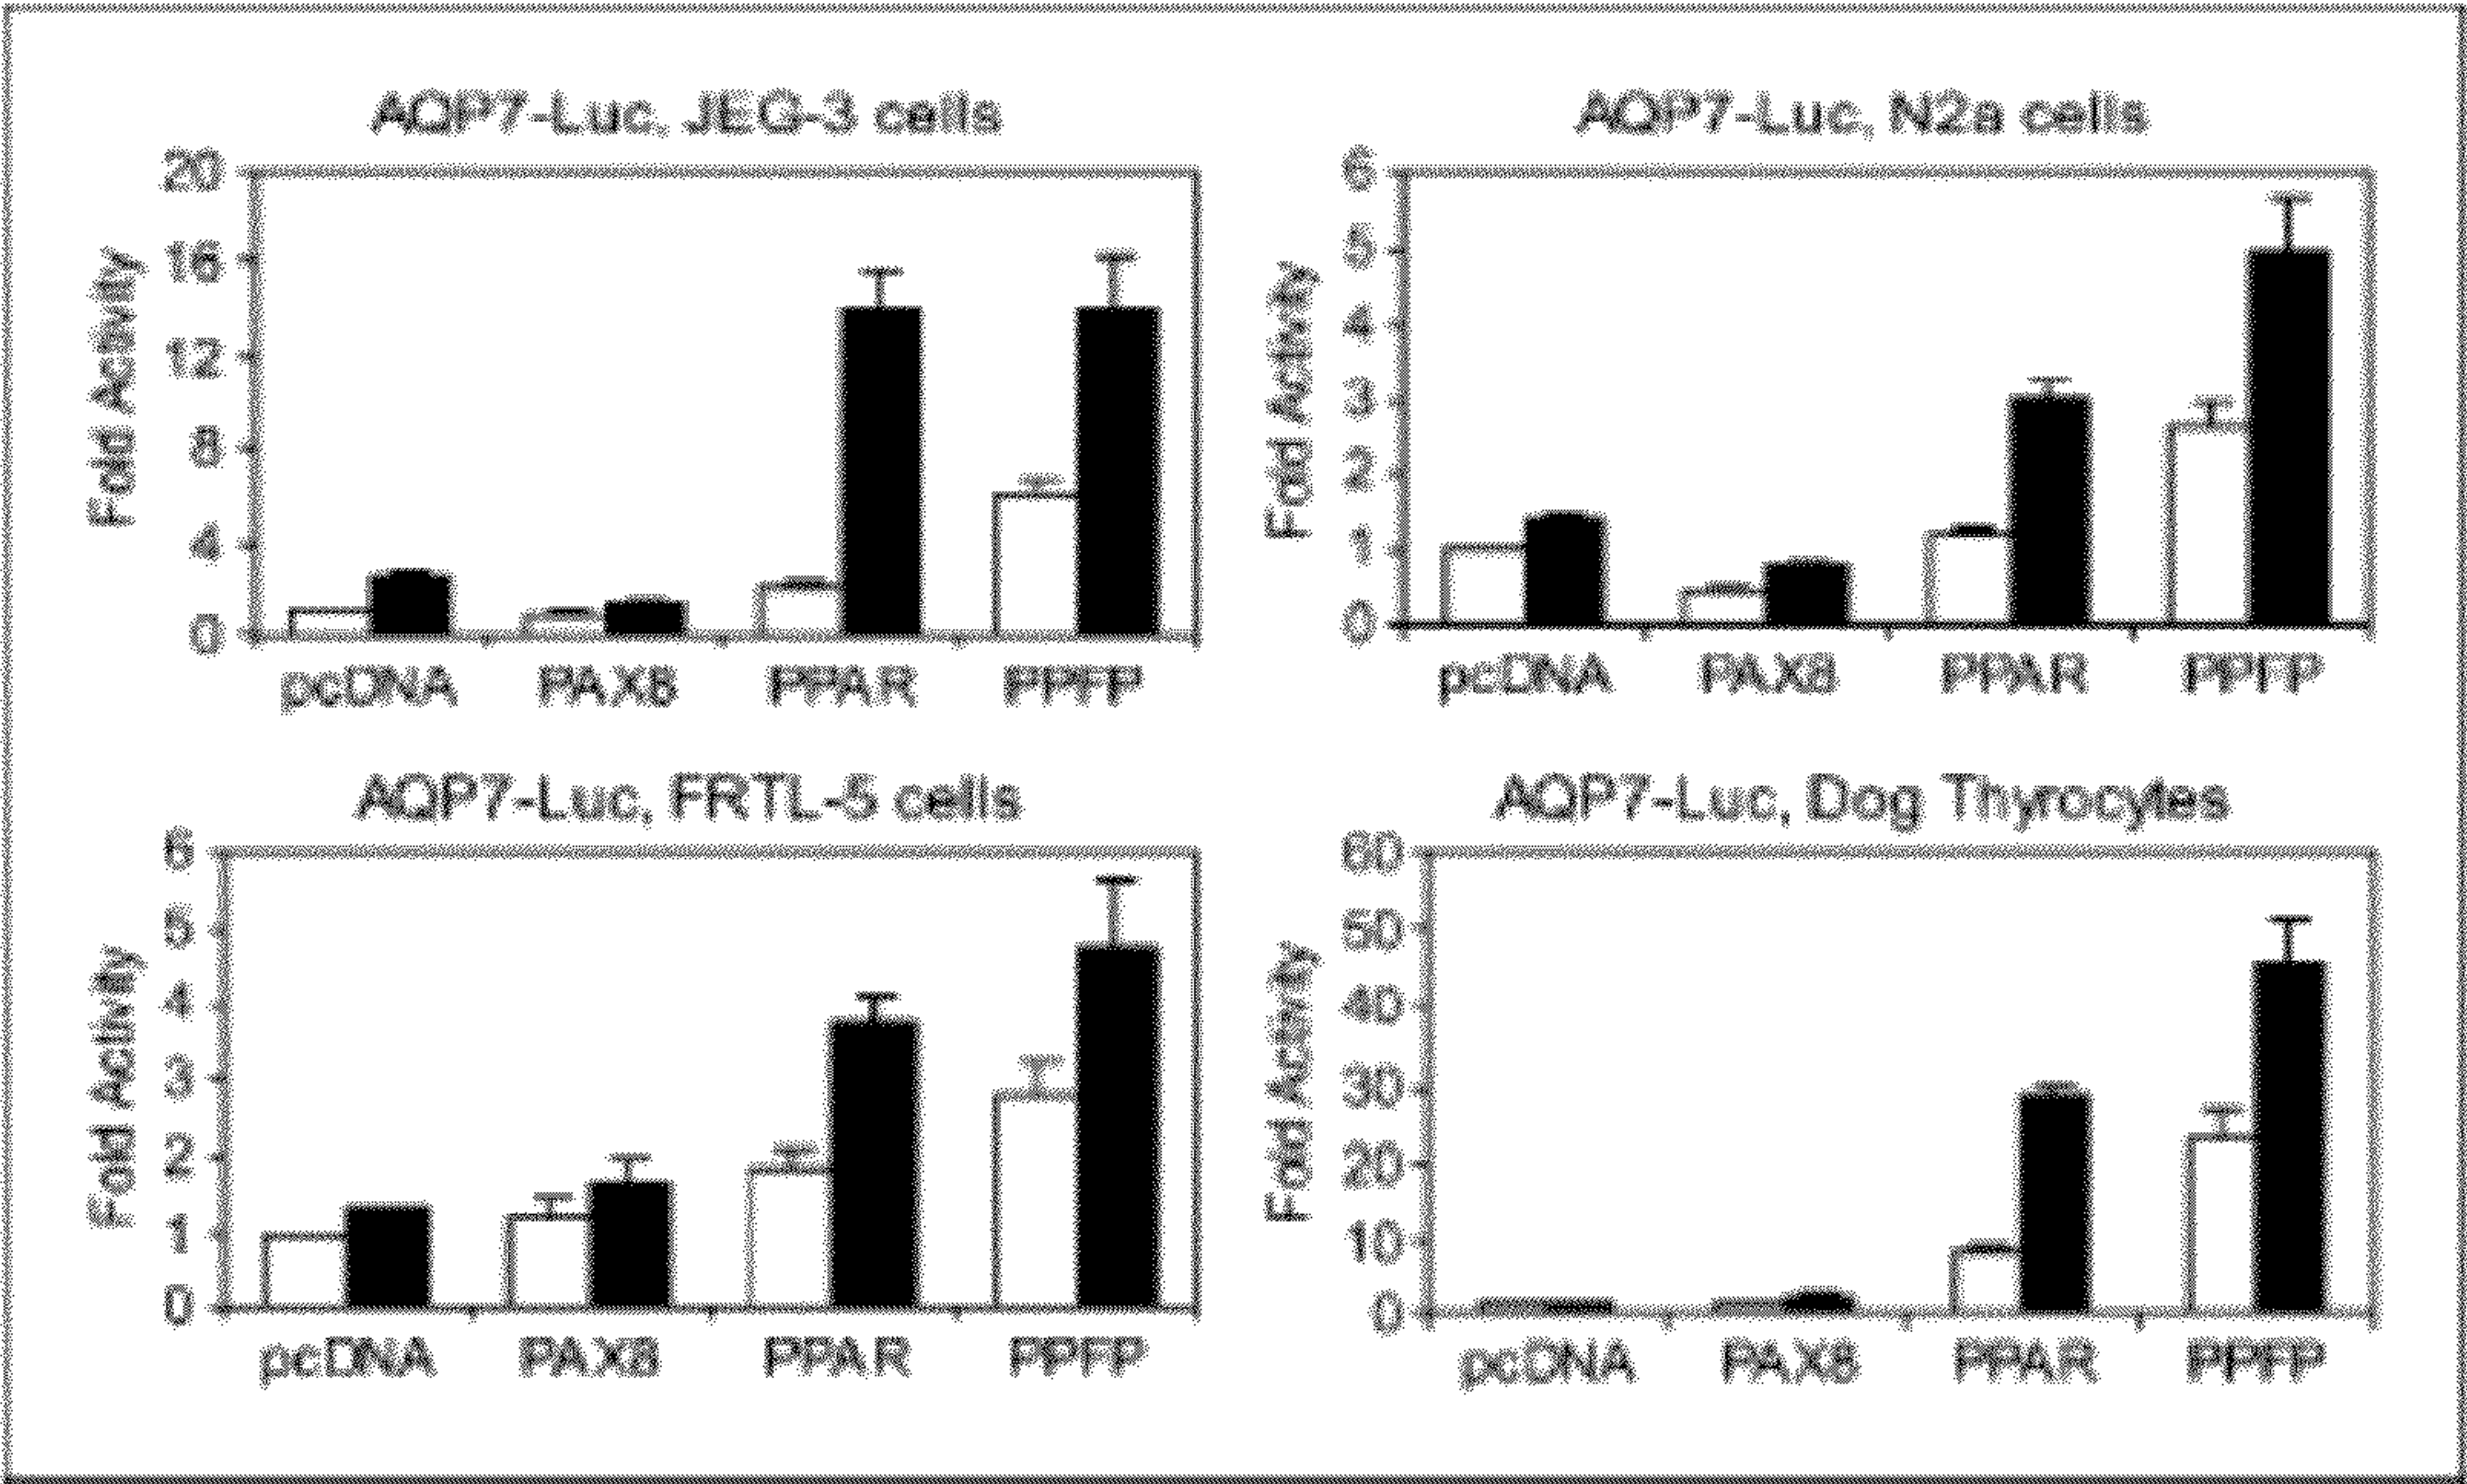 AQP7-Luc, JEG-3 cells
20
16
12
8
4
0
Fold Activity
pcDNA PAX8 PPAR PPFP
AQP7-Luc, N2a cells
6
5
4
3
2
1
0
Fold Activity
pcDNA PAX8 PPAR PPFP
AQP7-Luc, FRTL-5 cells
6
5
4
3
2
1
0
Fold Activity
pcDNA PAX8 PPAR PPFP
AQP7-Luc, Dog Thyrocytes
60
50
40
30
20
10
0
Fold Activity
pcDNA PAX8 PPAR PPFP